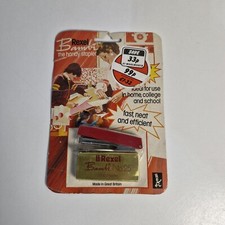 Rexel
Bambi
the handy stapler
SAVE
33p
99p
ideal for use
in home, college
and school
fast, neat
and efficient
Rexel
Bambi
Made in Great Britain